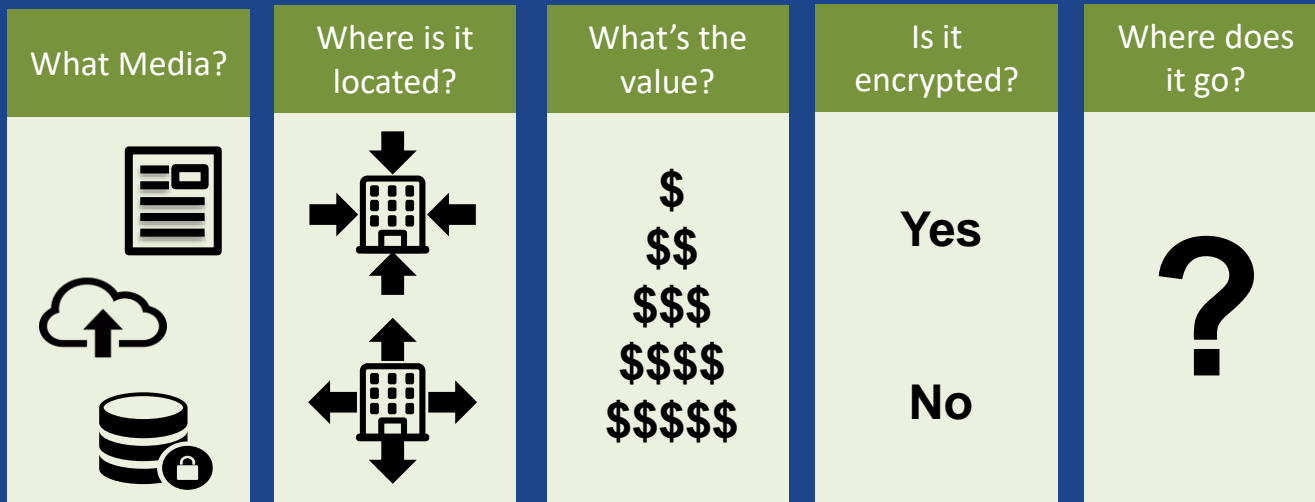 What Media?
Where is it
located?
What's the
value?
$
$$
$$$
$$$$
$$$$$
Is it
encrypted?
Yes
No
Where does
it go?
?